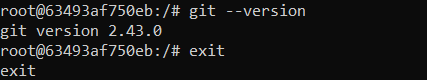 root@63493af750eb:/# git --version
git version 2.43.0
root@63493af750eb:/# exit
exit